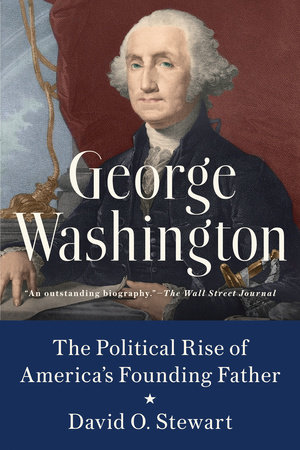 George
Washington
"An outstanding biography."—The Wall Street Journal
The Political Rise of
America's Founding Father
David O. Stewart